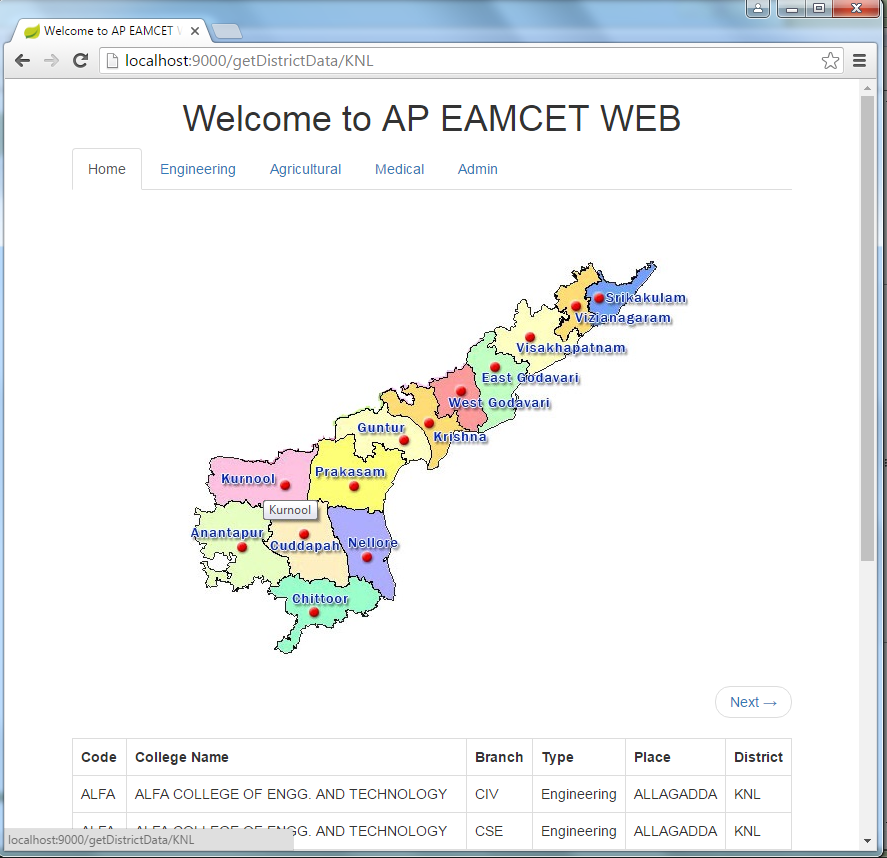 Welcome to AP EAMCET W
localhost:9000/getDistrictData/KNL
Welcome to AP EAMCET WEB
Home Engineering Agricultural Medical Admin
Srikakulam
Vizianagaram
Visakhapatnam
East Godavari
West Godavari
Guntur
Krishna
Prakasam
Kurnool
Kurnool
Anantapur
Cuddapah
Nellore
Chittoor
Next →
Code College Name Branch Type Place District
ALFA ALFA COLLEGE OF ENGG. AND TECHNOLOGY CIV Engineering ALLAGADDA KNL
ALFA ALFA COLLEGE OF ENGG. AND TECHNOLOGY CSE Engineering ALLAGADDA KNL
localhost:9000/getDistrictData/KNL